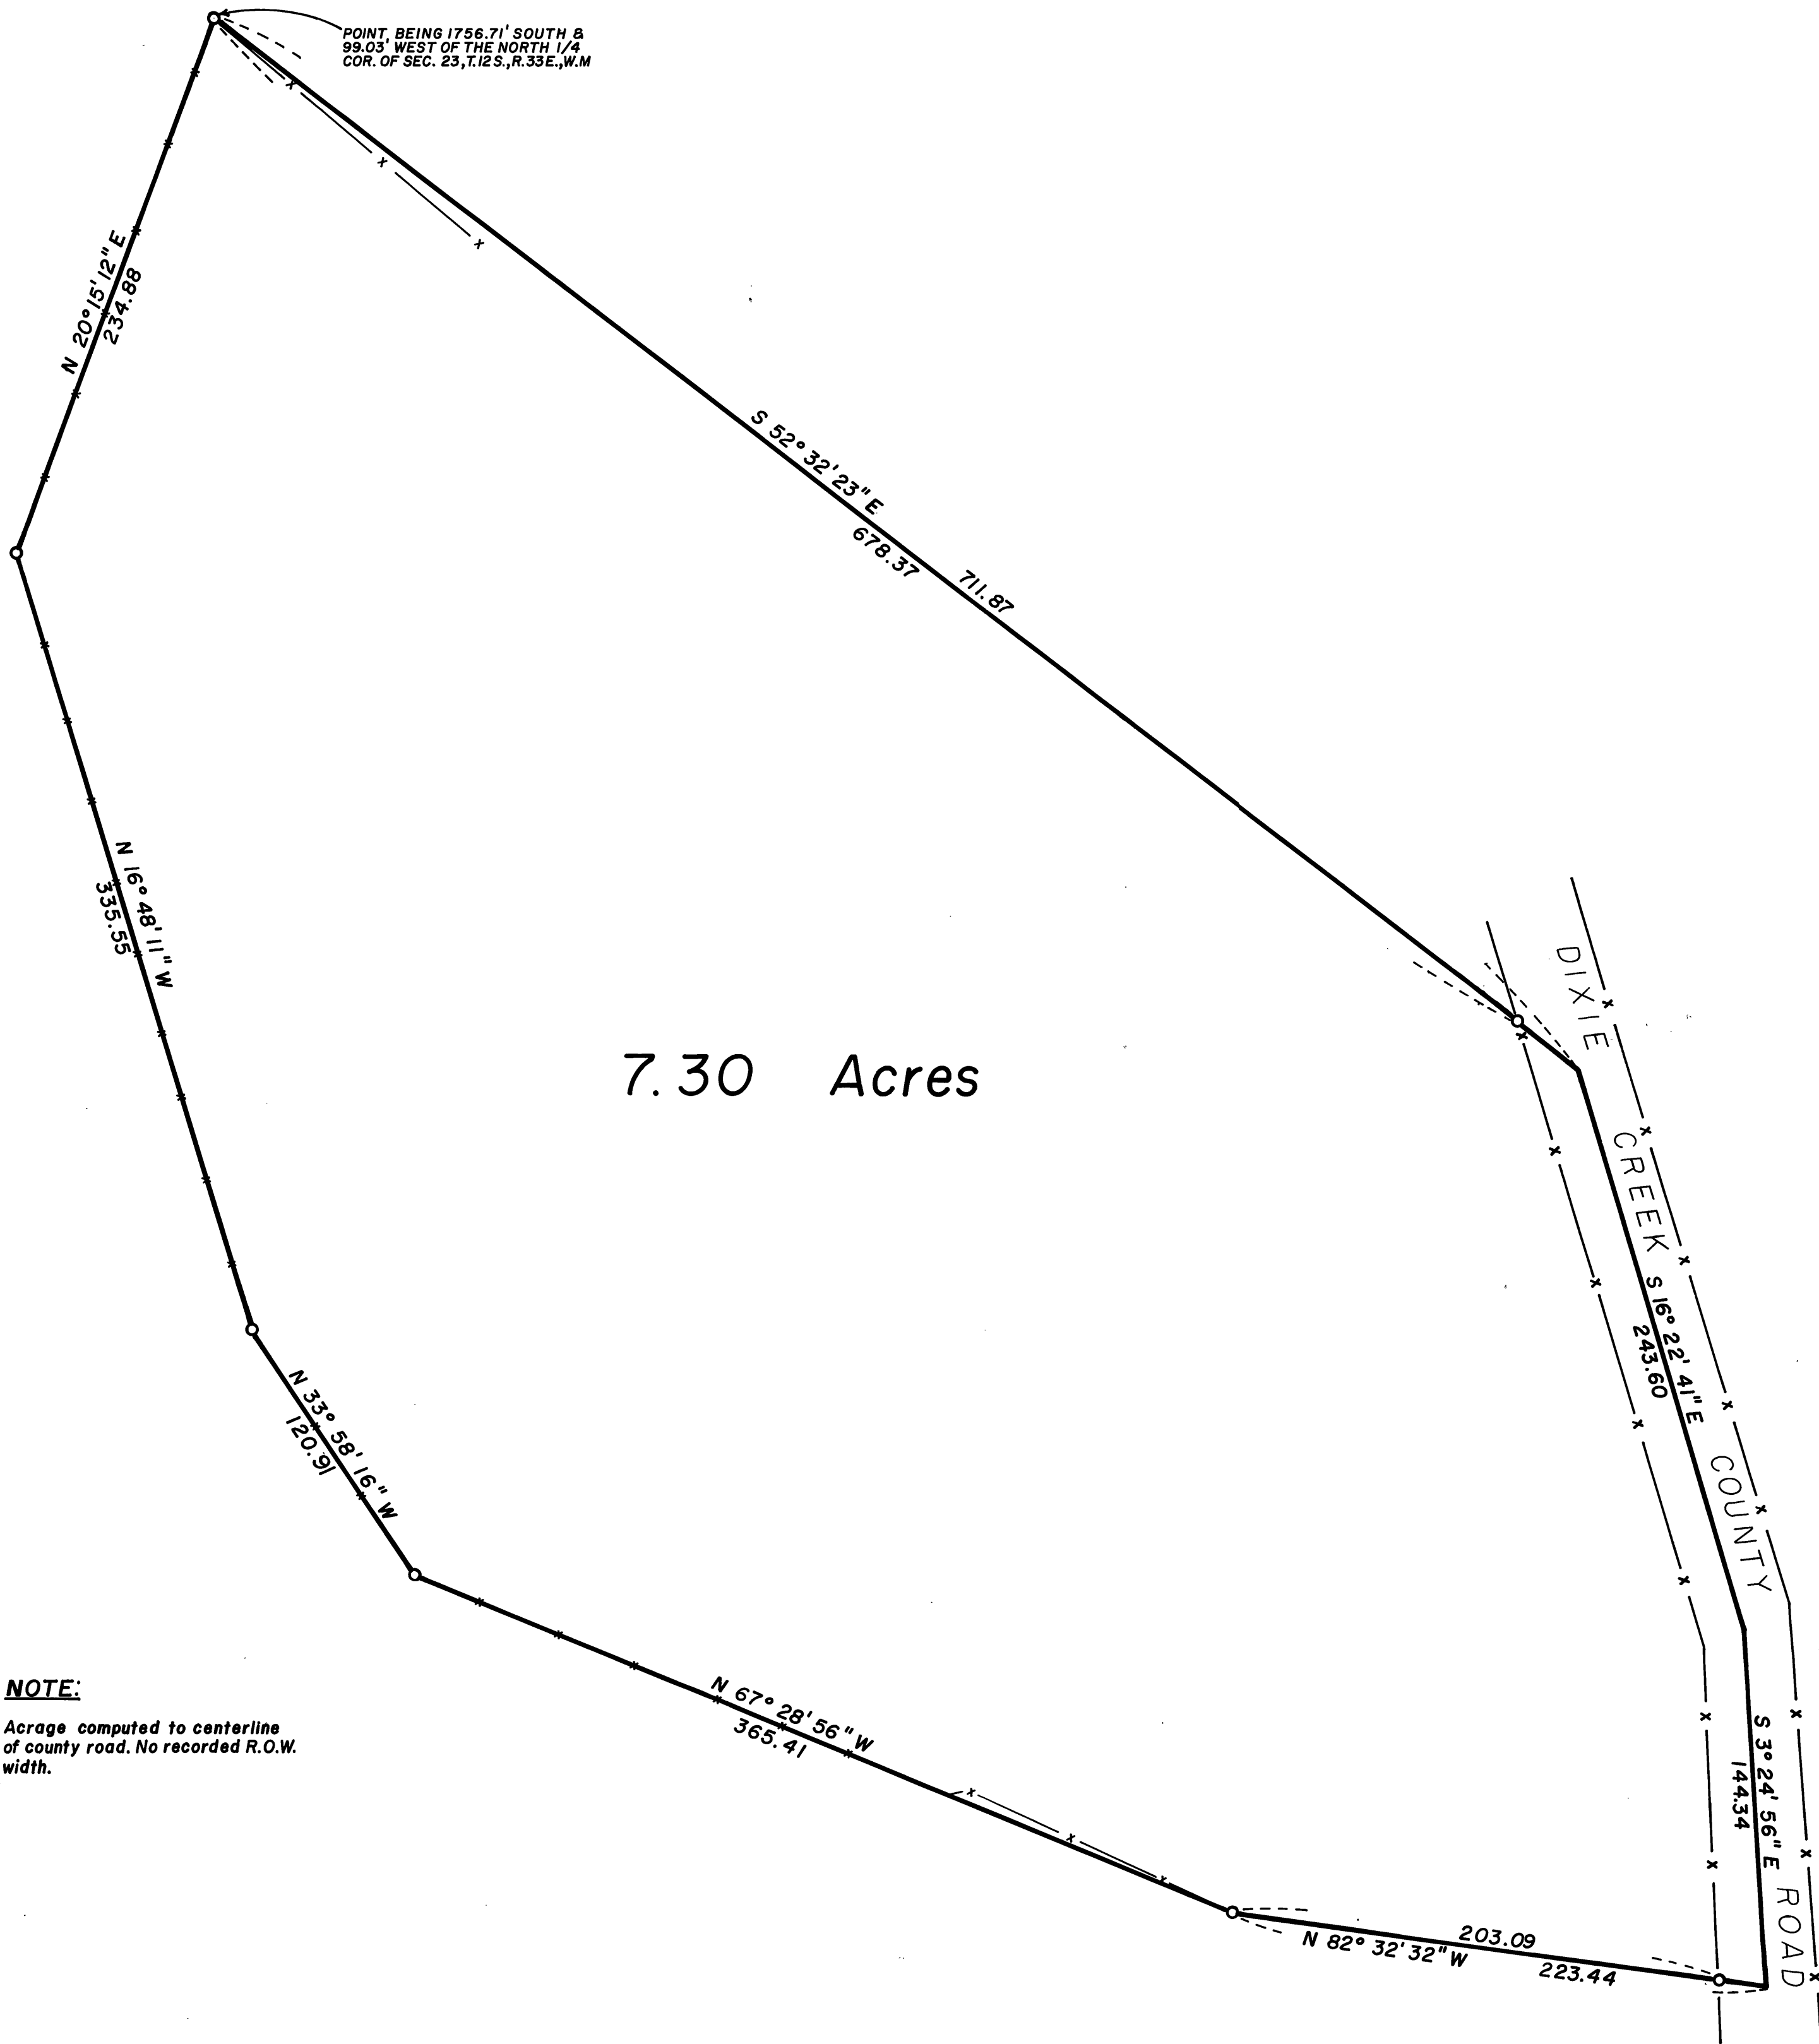 POINT, BEING 1756.71' SOUTH &
99.03' WEST OF THE NORTH 1/4
COR. OF SEC. 23, T.12S., R.33E., W.M
N 20° 15' 12" E
234.88
S 52° 32' 23" E
678.37
711.87
N 16° 48' 11" W
335.55
7.30 Acres
DIXIE CREEK COUNTY ROAD
S 16° 22' 41" E
243.60
N 33° 58' 16" W
120.91
N 67° 28' 56" W
365.41
S 3° 24' 56" E
144.34
203.09
N 82° 32' 32" W
223.44
NOTE:
Acrage computed to centerline
of county road. No recorded R.O.W.
width.